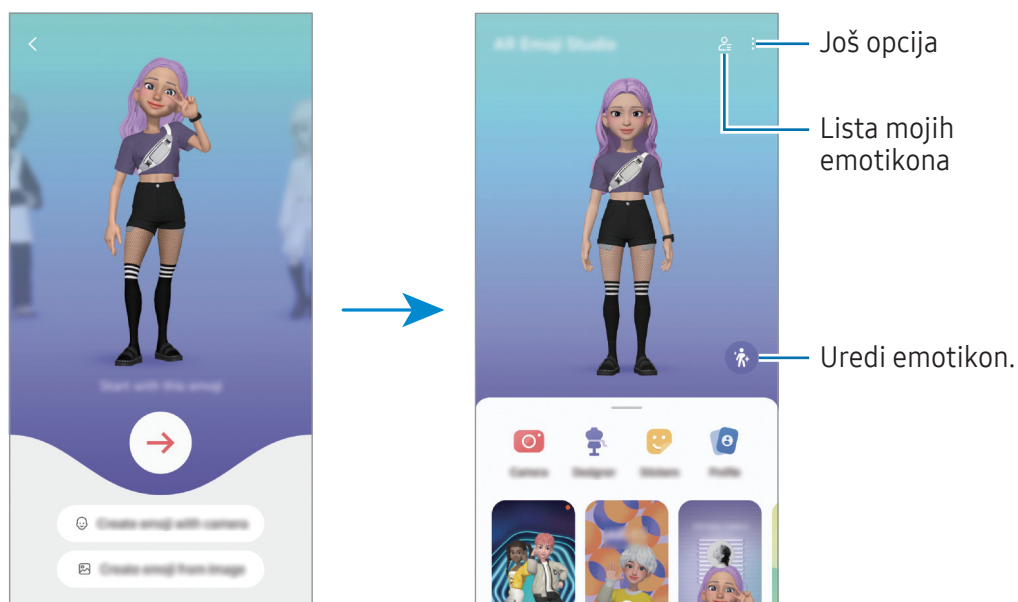 AR Emoji Studio
Još opcija
Lista mojih
emotikona
Uredi emotikon.
Start with this emoji
Camera
Designer
Stickers
Profile
Create emoji with camera
Create emoji from image